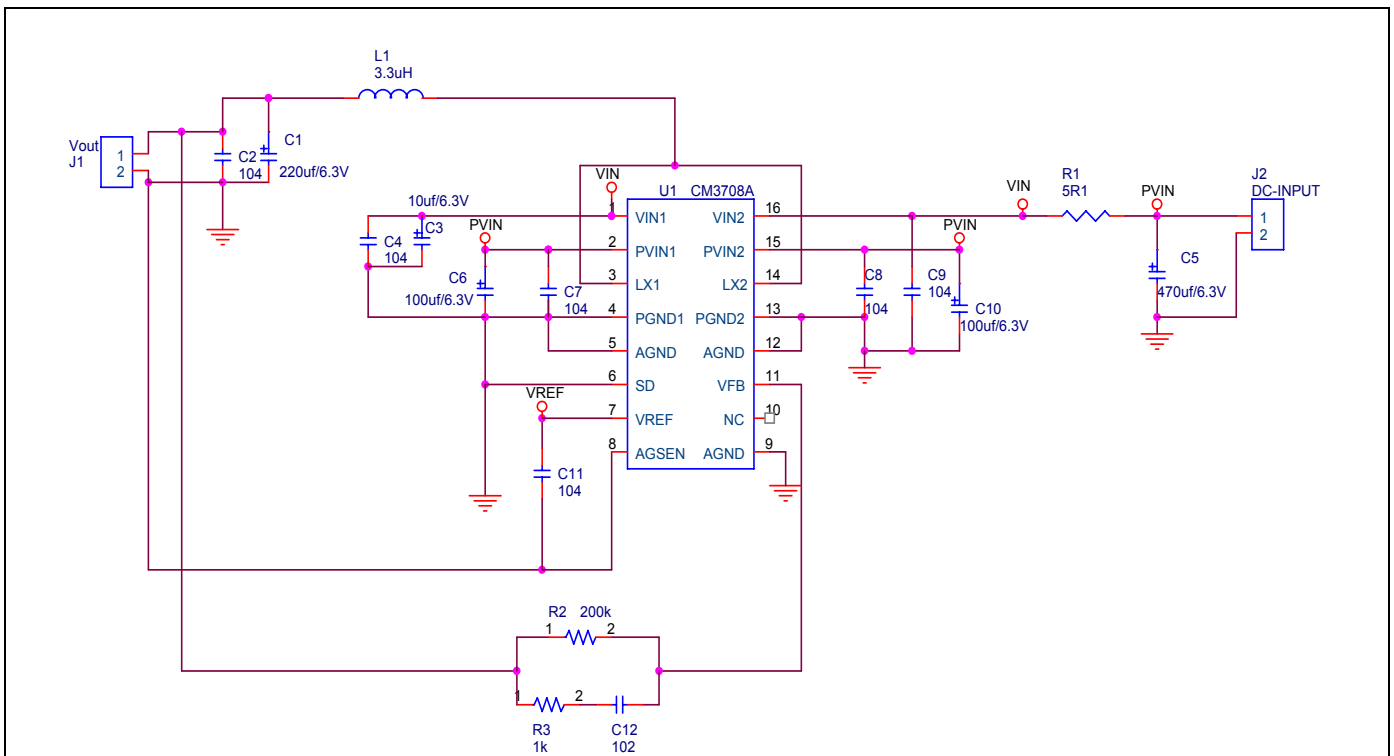 L1
3.3uH
Vout
J1
1
2
C2
104
C1
220uf/6.3V
10uf/6.3V
C4
104
C3
VIN
PVIN
C6
100uf/6.3V
C7
104
U1 CM3708A
1 VIN1
2 PVIN1
3 LX1
4 PGND1
5 AGND
6 SD
7 VREF
8 AGSEN
VIN2 16
PVIN2 15
LX2 14
PGND2 13
AGND 12
VFB 11
NC 10
AGND 9
VREF
C11
104
C8
104
C9
104
PVIN
C10
100uf/6.3V
VIN
R1
5R1
PVIN
C5
470uf/6.3V
J2
DC-INPUT
1
2
R2 200k
1 2
1 2
R3
1k
C12
102